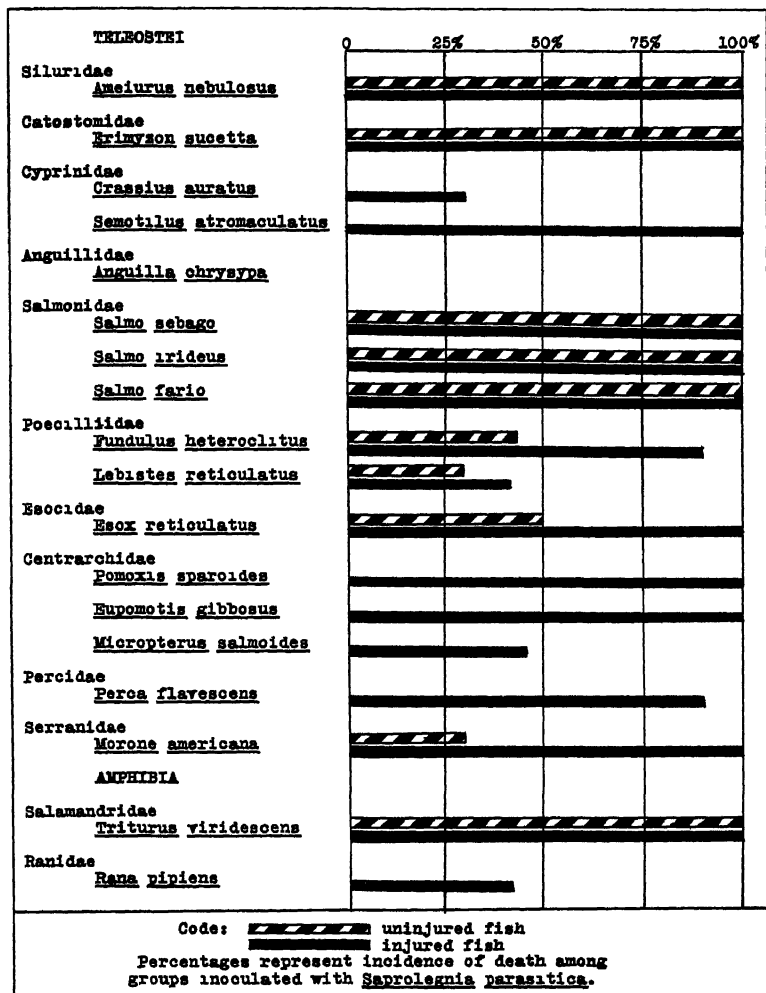 TELEOSTEI
0 25% 50% 75% 100%
Siluridae
Ameiurus nebulosus
Catostomidae
Erimyzon sucetta
Cyprinidae
Crassius auratus
Semotilus atromaculatus
Anguillidae
Anguilla chrysypa
Salmonidae
Salmo sebago
Salmo irideus
Salmo fario
Poecilliidae
Fundulus heteroclitus
Lebistes reticulatus
Esocidae
Esox reticulatus
Centrarchidae
Pomoxis sparoides
Eupomotis gibbosus
Micropterus salmoides
Percidae
Perca flavescens
Serranidae
Morone americana
AMPHIBIA
Salamandridae
Triturus viridescens
Ranidae
Rana pipiens
Code: uninjured fish
injured fish
Percentages represent incidence of death among
groups inoculated with Saprolegnia parasitica.